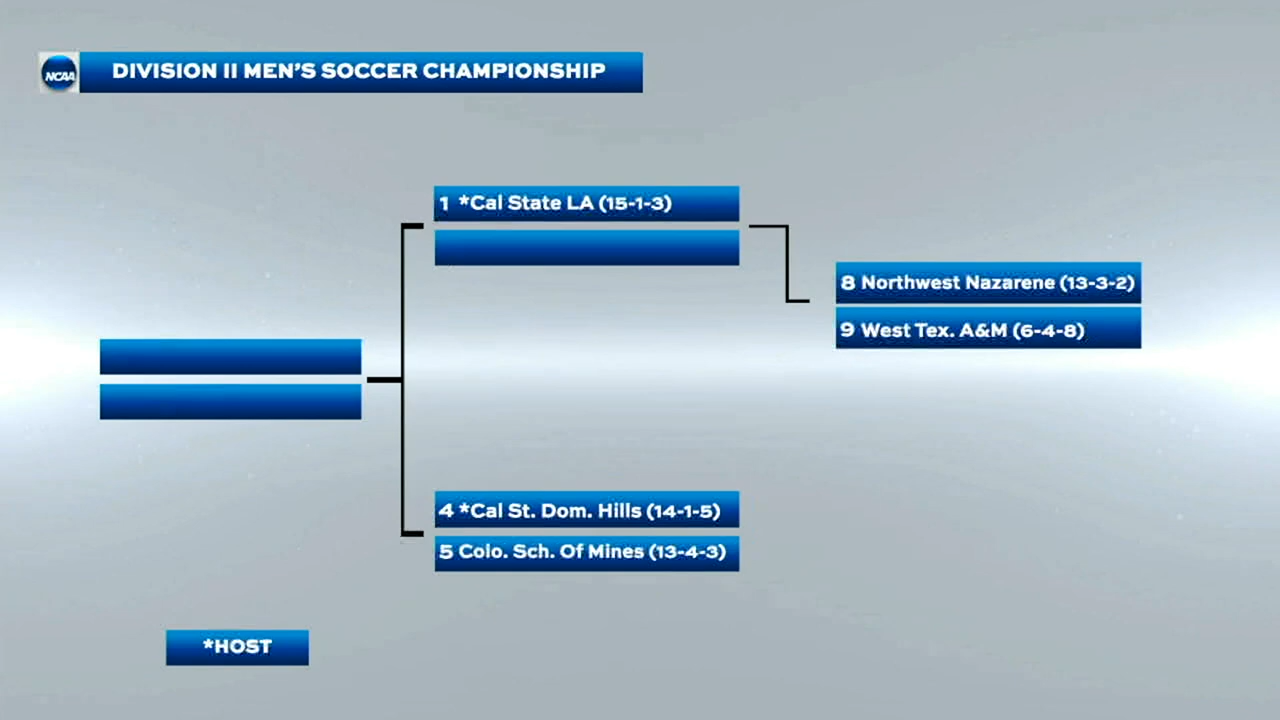 NCAA
DIVISION II MEN'S SOCCER CHAMPIONSHIP
1 *Cal State LA (15-1-3)
8 Northwest Nazarene (13-3-2)
9 West Tex. A&M (6-4-8)
4 *Cal St. Dom. Hills (14-1-5)
5 Colo. Sch. Of Mines (13-4-3)
*HOST